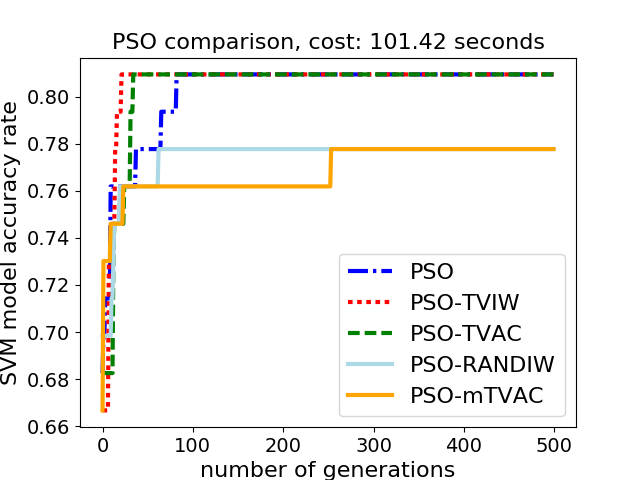 PSO comparison, cost: 101.42 seconds
SVM model accuracy rate
0.80
0.78
0.76
0.74
0.72
0.70
0.68
0.66
PSO
PSO-TVIW
PSO-TVAC
PSO-RANDIW
PSO-mTVAC
0 100 200 300 400 500
number of generations